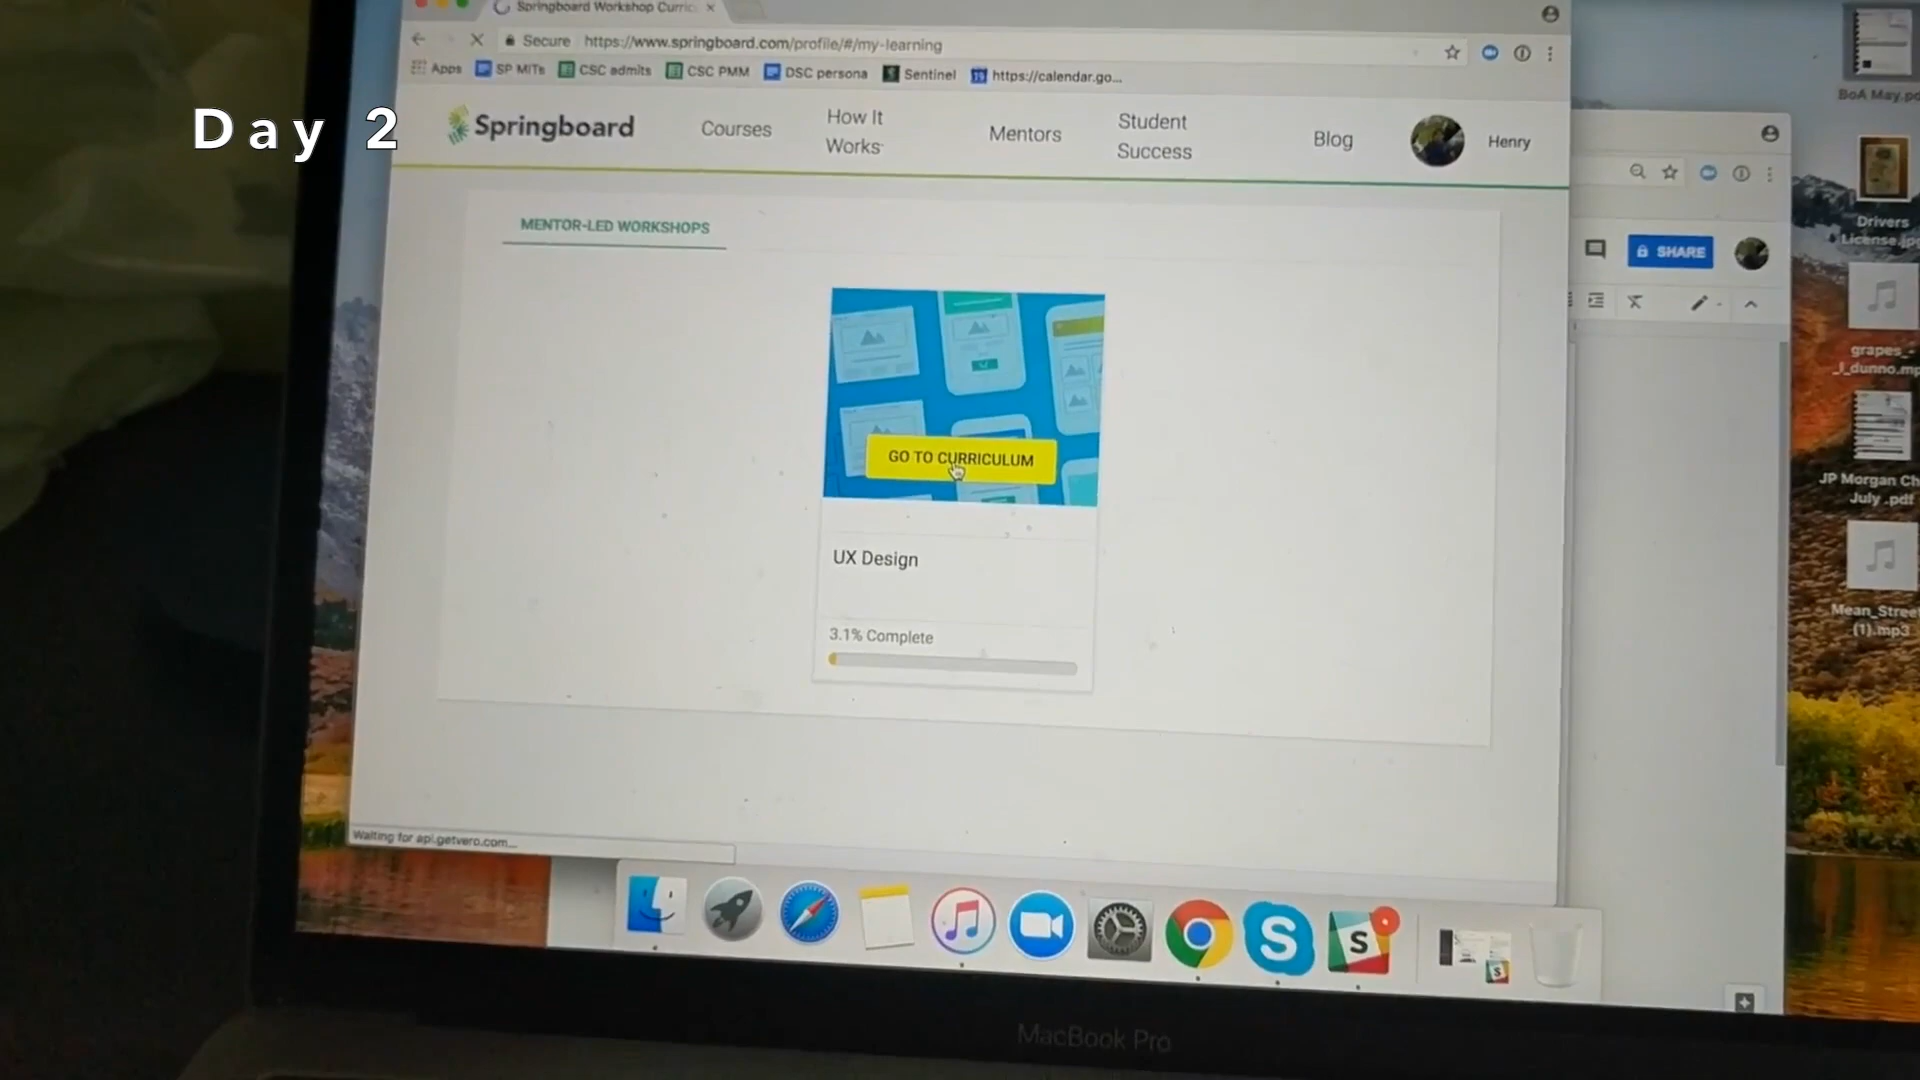 Springboard Workshop Curric
Secure https://www.springboard.com/profile/#/my-learning
Apps SP MITs CSC admits CSC PMM DSC persona Sentinel 19 https://calendar.go...
BoA May.pd
Day 2
Springboard
Courses
How It
Works
Mentors
Student
Success
Blog
Henry
MENTOR-LED WORKSHOPS
SHARE
Drivers
License.jp
GO TO CURRICULUM
grapes_-
_I_dunno.mp
UX Design
JP Morgan Ch
July .pdf
3.1% Complete
Mean_Street
(1).mp3
Waiting for api.getvero.com...
S
S
S
MacBook Pro